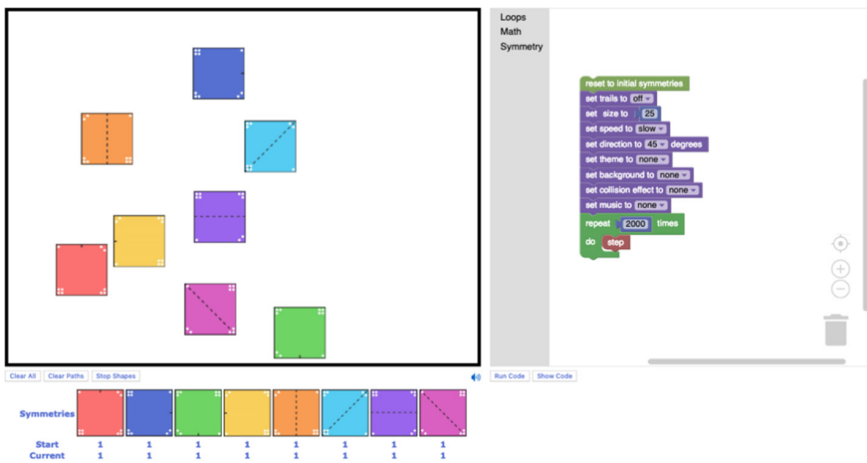 Loops
Math
Symmetry
reset to initial symmetries
set trails to off
set size to 25
set speed to slow
set direction to 45 degrees
set theme to none
set background to none
set collision effect to none
set music to none
repeat 2000 times
do step
Clear All Clear Paths Stop Shapes
Run Code Show Code
Symmetries
Start 1 1 1 1 1 1 1 1
Current 1 1 1 1 1 1 1 1